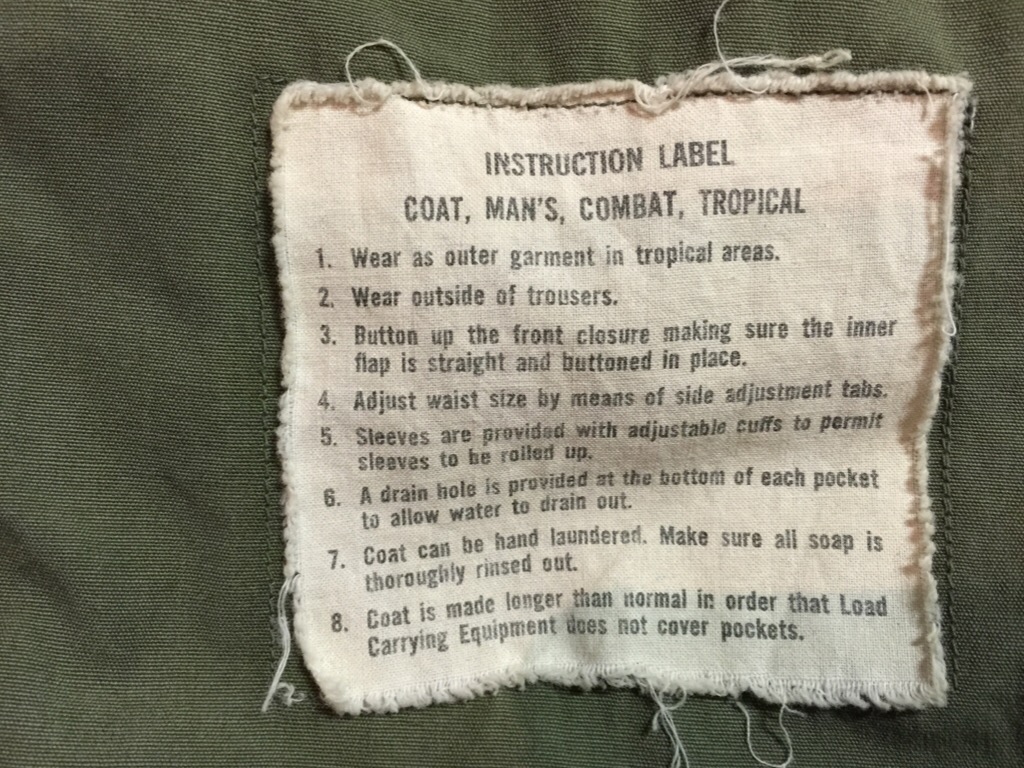 INSTRUCTION LABEL
COAT, MAN'S, COMBAT, TROPICAL
1. Wear as outer garment in tropical areas.
2. Wear outside of trousers.
3. Button up the front closure making sure the inner
flap is straight and buttoned in place.
4. Adjust waist size by means of side adjustment tabs.
5. Sleeves are provided with adjustable cuffs to permit
sleeves to be rolled up.
6. A drain hole is provided at the bottom of each pocket
to allow water to drain out.
7. Coat can be hand laundered. Make sure all soap is
thoroughly rinsed out.
8. Coat is made longer than normal in order that Load
Carrying Equipment does not cover pockets.